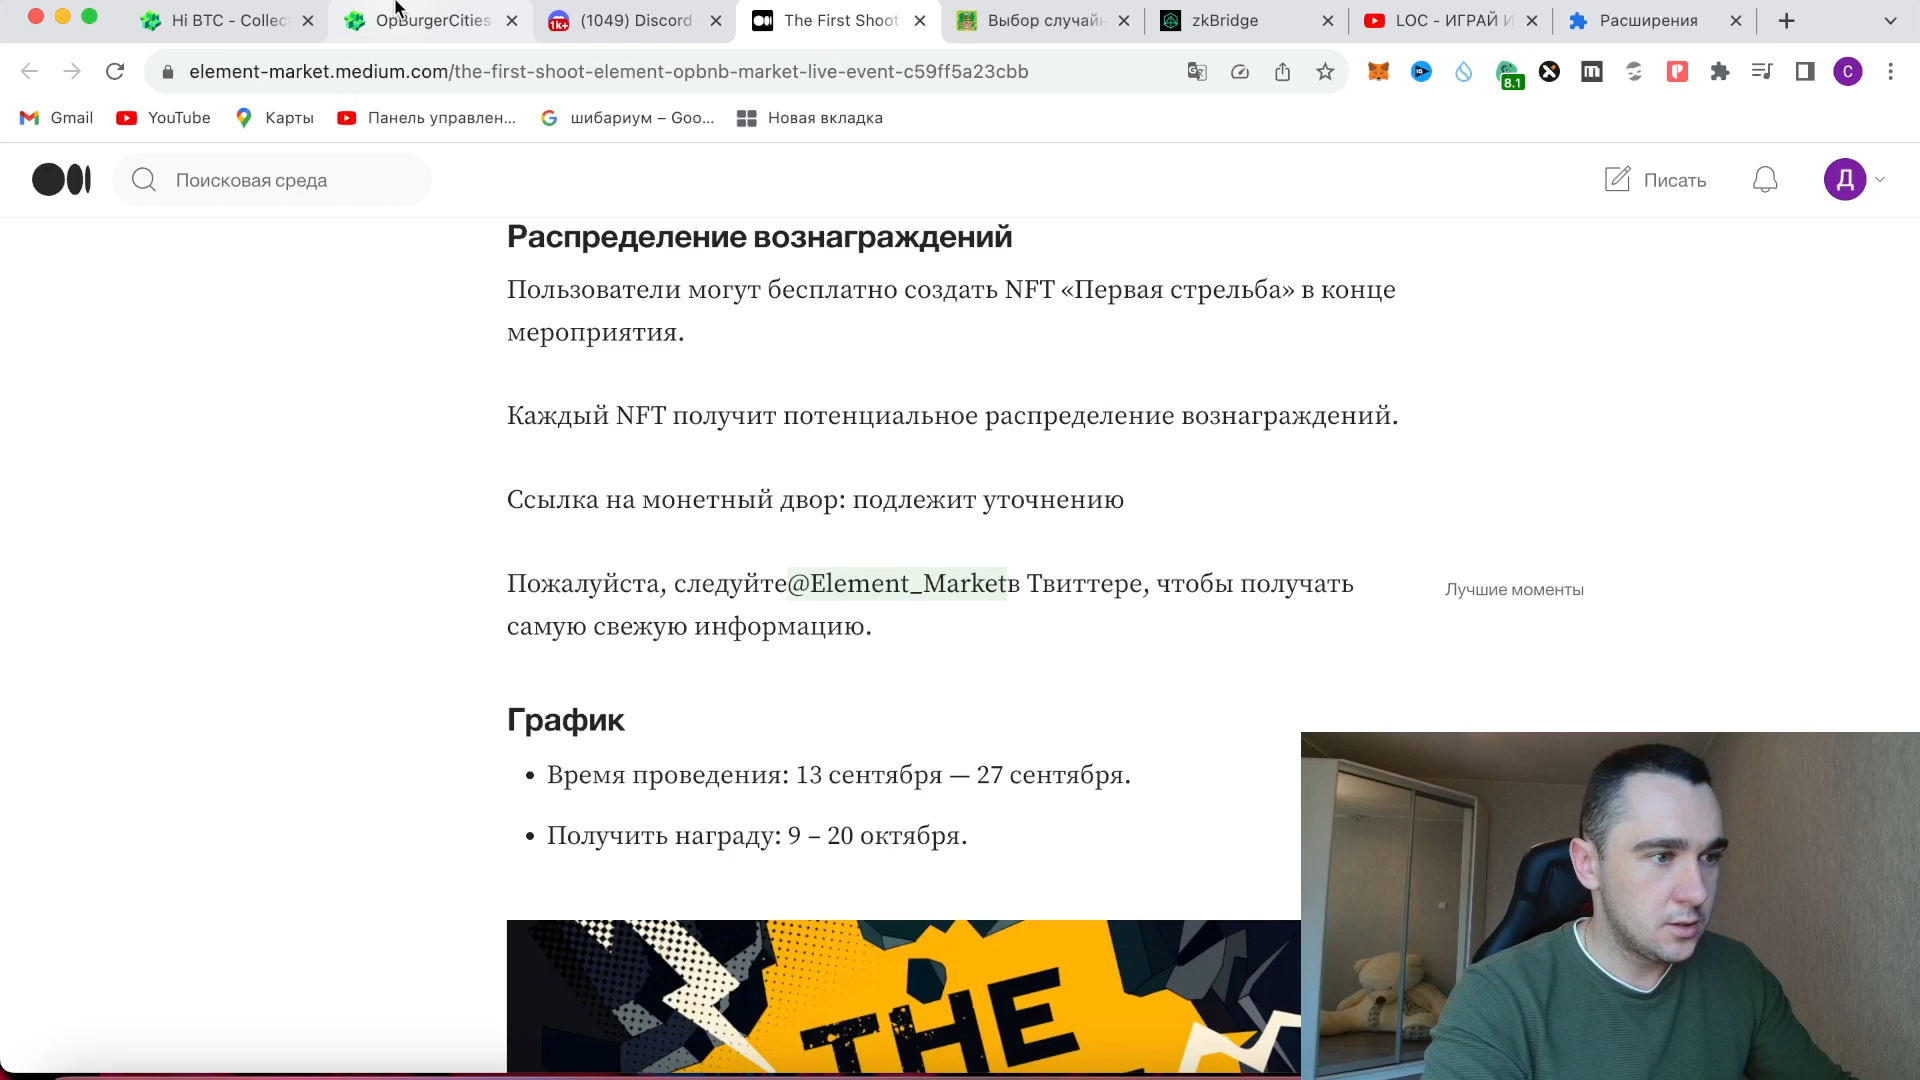 Hi BTC - Collec
OpBurgerCities
(1049) Discord
The First Shoot
Выбор случайн
zkBridge
LOC - ИГРАЙ И
Расширения
element-market.medium.com/the-first-shoot-element-opbnb-market-live-event-c59ff5a23cbb
8.1
C
Gmail
YouTube
Карты
Панель управлен...
шибариум – Goo...
Новая вкладка
Поисковая среда
Писать
Д
Распределение вознаграждений
Пользователи могут бесплатно создать NFT «Первая стрельба» в конце
мероприятия.
Каждый NFT получит потенциальное распределение вознаграждений.
Ссылка на монетный двор: подлежит уточнению
Пожалуйста, следуйте@Element_Marketв Твиттере, чтобы получать
самую свежую информацию.
Лучшие моменты
График
• Время проведения: 13 сентября — 27 сентября.
• Получить награду: 9 – 20 октября.
THE